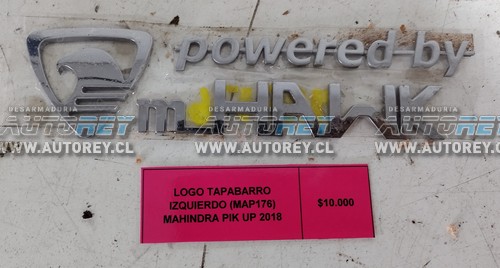 powered by
mHAWK
DESARMADURIA DESARMADURIA DESARMADURIA
AUTOREY AUTOREY AUTOREY
WWW.AUTOREY.CL WWW.AUTOREY.CL WWW.AUTOREY.CL
LOGO TAPABARRO
IZQUIERDO (MAP176)
MAHINDRA PIK UP 2018
$10.000